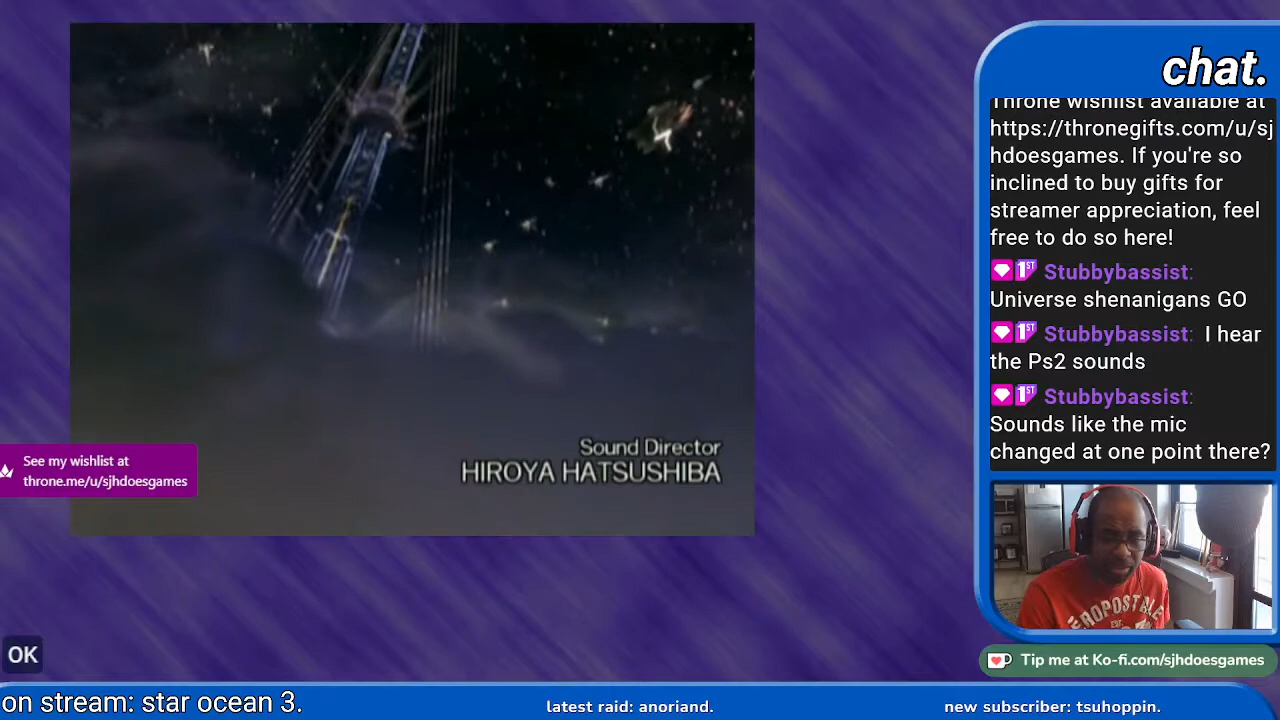 chat.
Throne wishlist available at
https://thronegifts.com/u/sj
hdoesgames. If you're so
inclined to buy gifts for
streamer appreciation, feel
free to do so here!
1ST Stubbybassist:
Universe shenanigans GO
1ST Stubbybassist: I hear
the Ps2 sounds
1ST Stubbybassist:
Sounds like the mic
changed at one point there?
Sound Director
HIROYA HATSUSHIBA
See my wishlist at
throne.me/u/sjhdoesgames
AEROPOSTALE
OK
Tip me at Ko-fi.com/sjhdoesgames
on stream: star ocean 3.
latest raid: anoriand.
new subscriber: tsuhoppin.